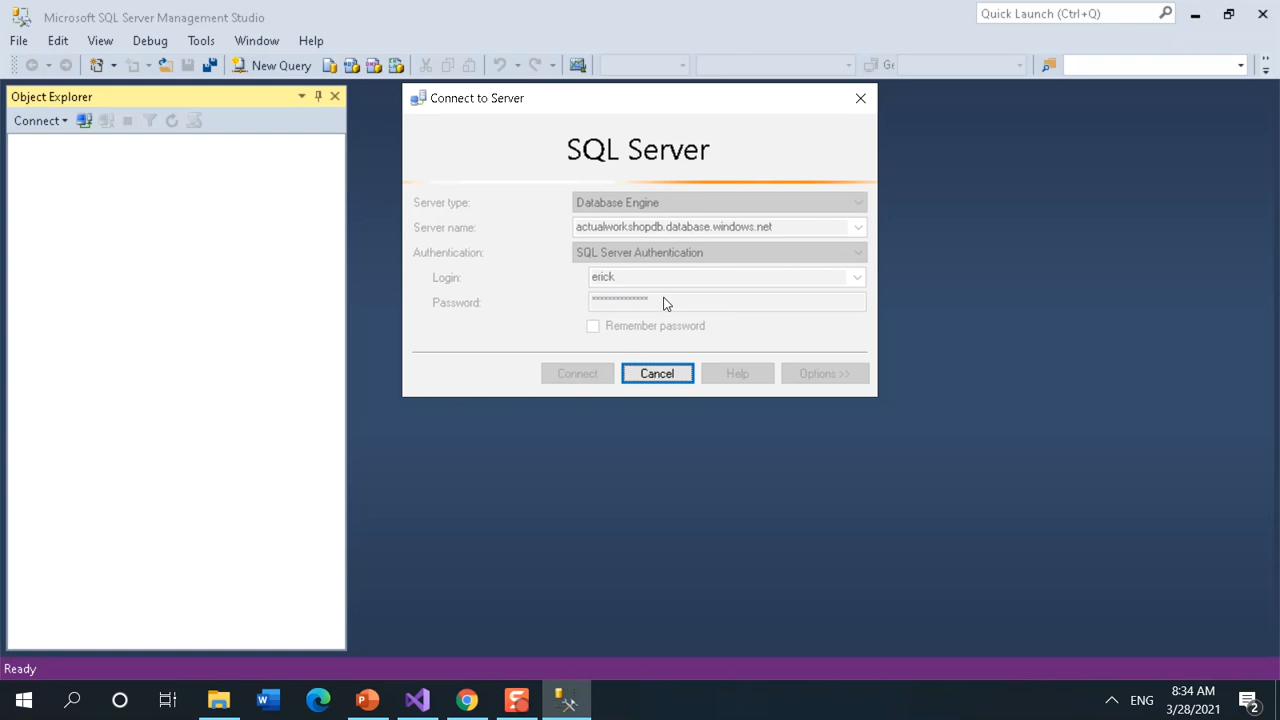 Microsoft SQL Server Management Studio
Quick Launch (Ctrl+Q)
File Edit View Debug Tools Window Help
New Query
Object Explorer
Connect
Connect to Server
SQL Server
Server type: Database Engine
Server name: actualworkshopdb.database.windows.net
Authentication: SQL Server Authentication
Login: erick
Password: **************
Remember password
Connect Cancel Help Options >>
Ready
ENG
8:34 AM
3/28/2021
2